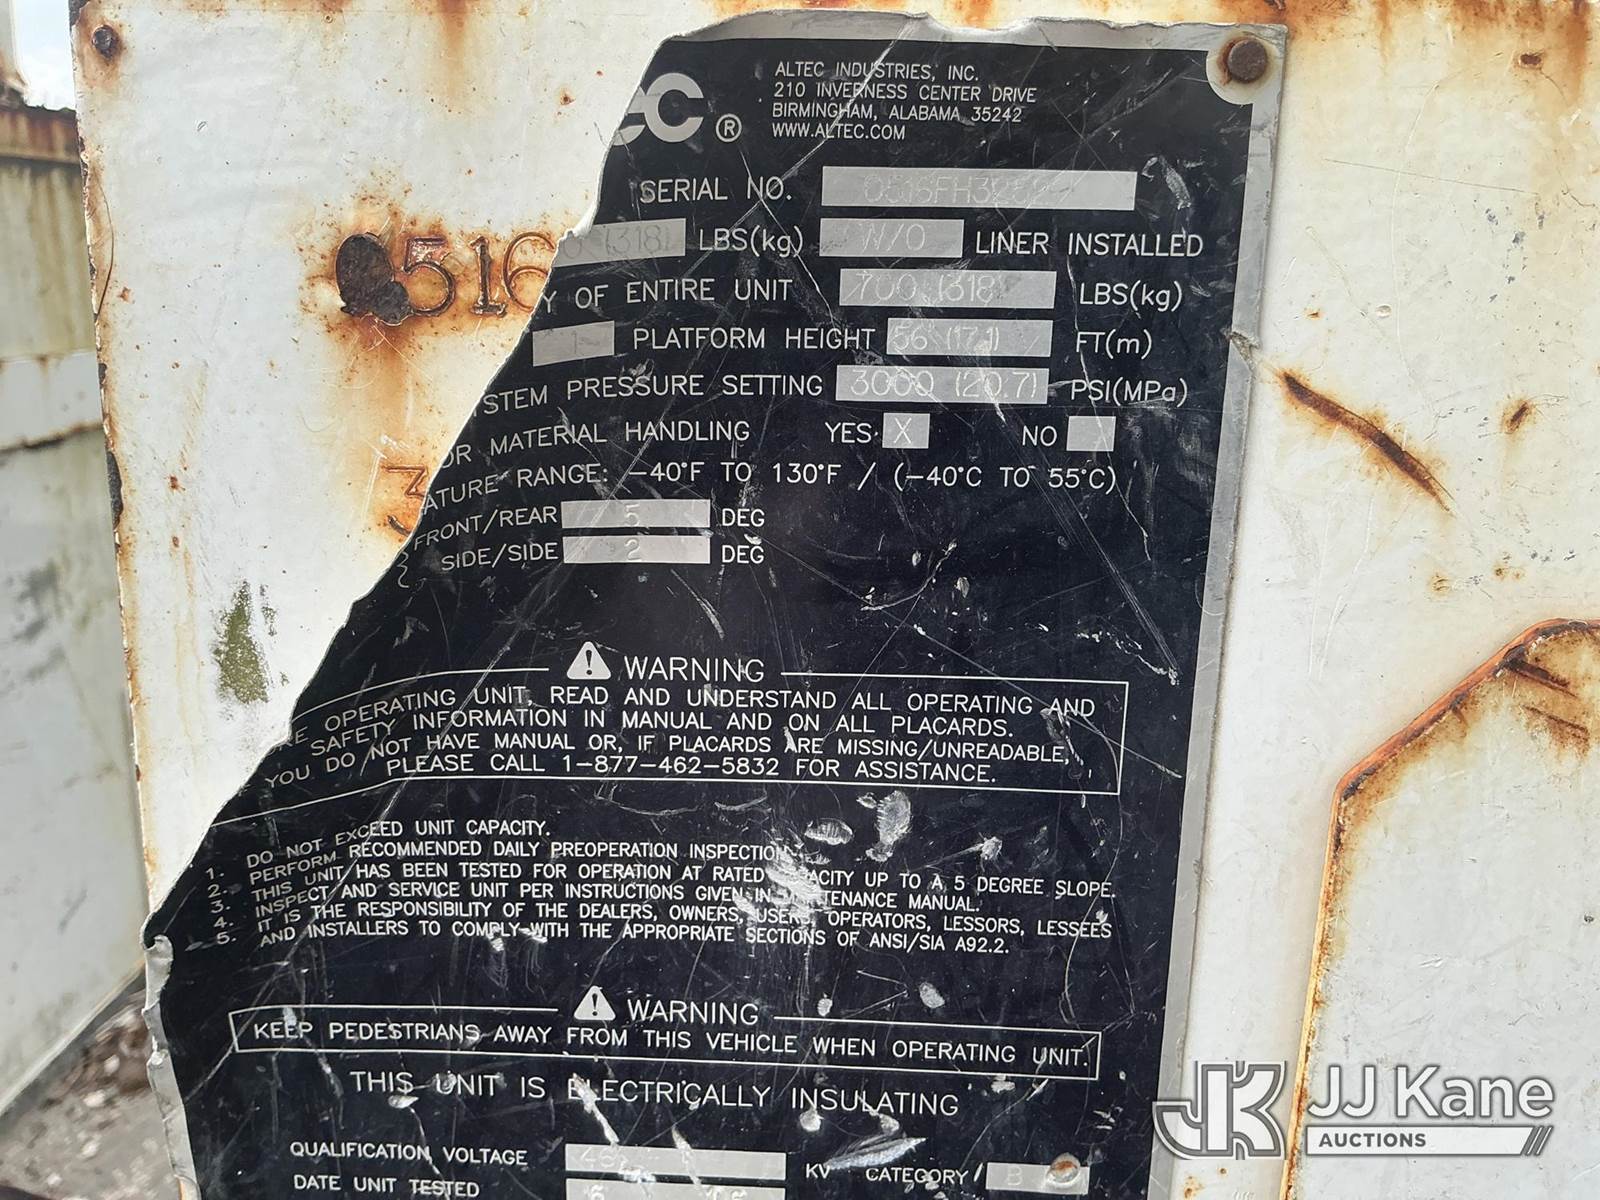 ALTEC INDUSTRIES, INC.
210 INVERNESS CENTER DRIVE
BIRMINGHAM, ALABAMA 35242
WWW.ALTEC.COM
EC ®
SERIAL NO.
516
(318) LBS(kg) W/O LINER INSTALLED
Y OF ENTIRE UNIT 700 (318) LBS(kg)
1 PLATFORM HEIGHT 56 (17.1) FT(m)
STEM PRESSURE SETTING 3000 (20.7) PSI(MPa)
OR MATERIAL HANDLING YES X NO
3
ATURE RANGE: -40°F TO 130°F / (-40°C TO 55°C)
FRONT/REAR 5 DEG
SIDE/SIDE 2 DEG
⚠ WARNING
RE OPERATING UNIT, READ AND UNDERSTAND ALL OPERATING AND
SAFETY INFORMATION IN MANUAL AND ON ALL PLACARDS.
YOU DO NOT HAVE MANUAL OR, IF PLACARDS ARE MISSING/UNREADABLE,
PLEASE CALL 1-877-462-5832 FOR ASSISTANCE.
1. DO NOT EXCEED UNIT CAPACITY.
2. PERFORM RECOMMENDED DAILY PREOPERATION INSPECTION.
3. THIS UNIT HAS BEEN TESTED FOR OPERATION AT RATED CAPACITY UP TO A 5 DEGREE SLOPE.
4. INSPECT AND SERVICE UNIT PER INSTRUCTIONS GIVEN IN MAINTENANCE MANUAL.
5. IT IS THE RESPONSIBILITY OF THE DEALERS, OWNERS, USERS, OPERATORS, LESSORS, LESSEES
AND INSTALLERS TO COMPLY WITH THE APPROPRIATE SECTIONS OF ANSI/SIA A92.2.
⚠ WARNING
KEEP PEDESTRIANS AWAY FROM THIS VEHICLE WHEN OPERATING UNIT.
THIS UNIT IS ELECTRICALLY INSULATING
QUALIFICATION VOLTAGE 46 KV CATEGORY B
DATE UNIT TESTED
JK JJ Kane
AUCTIONS